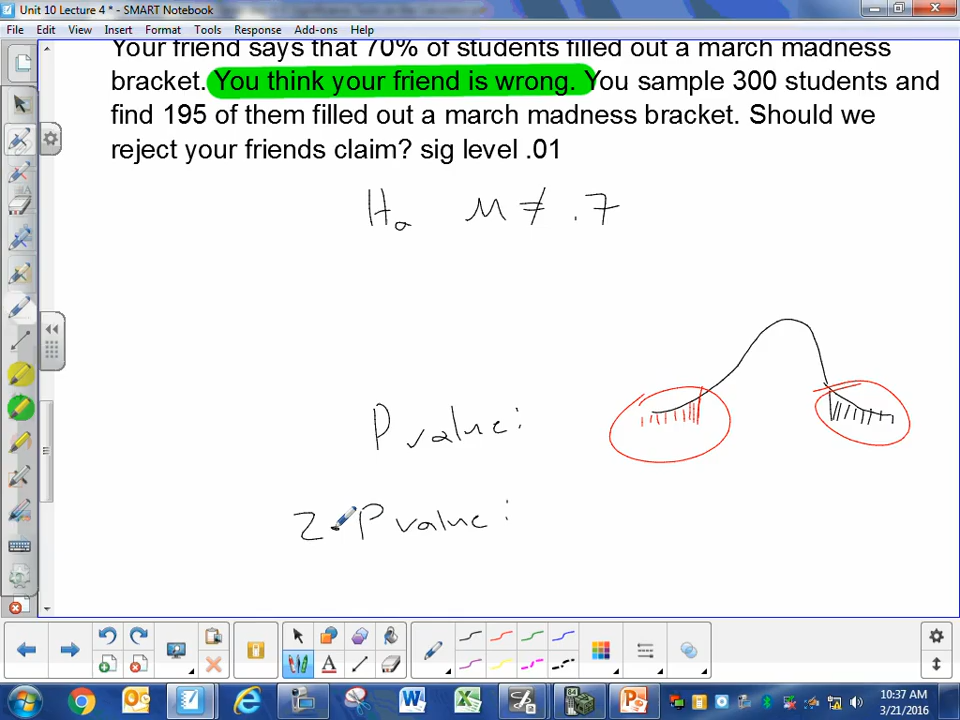 Unit 10 Lecture 4 * - SMART Notebook
File Edit View Insert Format Tools Response Add-ons Help
Your friend says that 70% of students filled out a march madness
bracket. You think your friend is wrong. You sample 300 students and
find 195 of them filled out a march madness bracket. Should we
reject your friends claim? sig level .01
Ha M ≠ .7
P value:
2 P value:
10:37 AM
3/21/2016